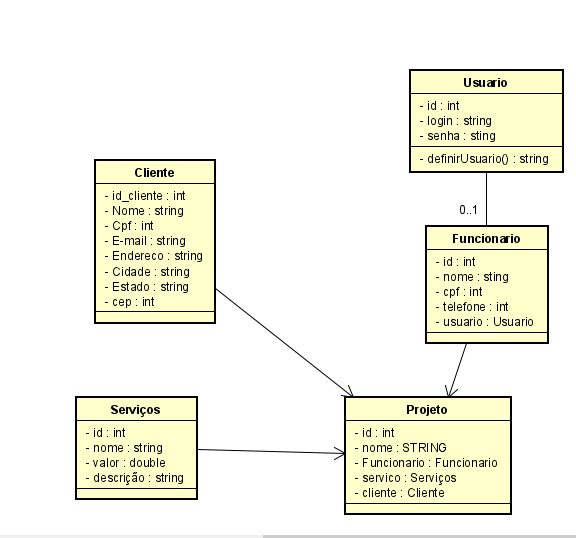 Usuario
- id : int
- login : string
- senha : sting
- definirUsuario() : string
0..1
Cliente
- id_cliente : int
- Nome : string
- Cpf : int
- E-mail : string
- Endereco : string
- Cidade : string
- Estado : string
- cep : int
Funcionario
- id : int
- nome : sting
- cpf : int
- telefone : int
- usuario : Usuario
Serviços
- id : int
- nome : string
- valor : double
- descrição : string
Projeto
- id : int
- nome : STRING
- Funcionario : Funcionario
- servico : Serviços
- cliente : Cliente